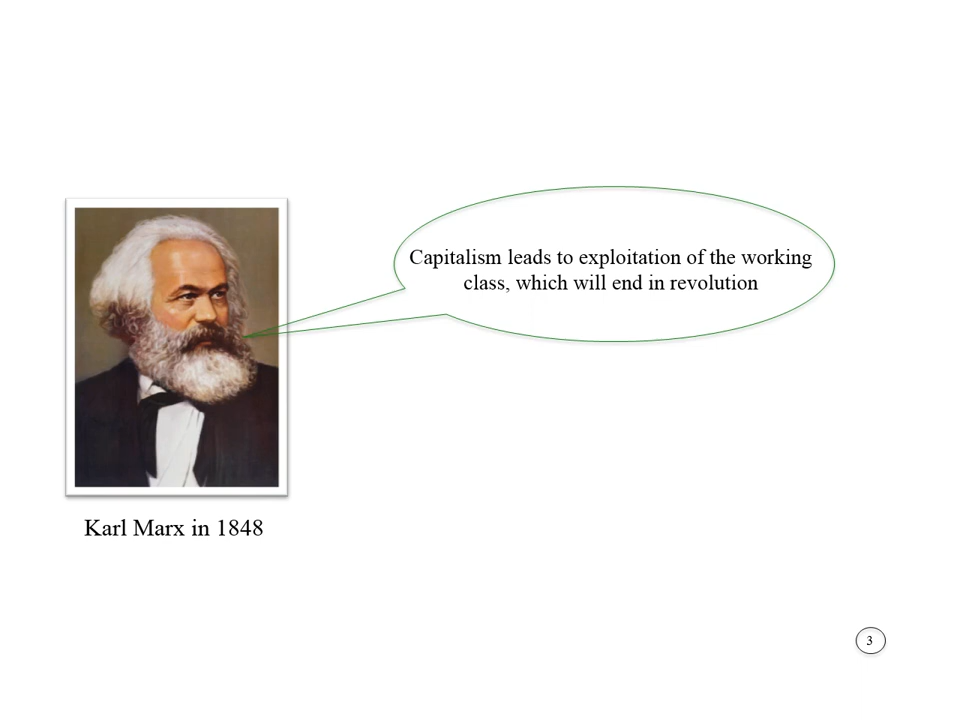 Capitalism leads to exploitation of the working
class, which will end in revolution
Karl Marx in 1848
3